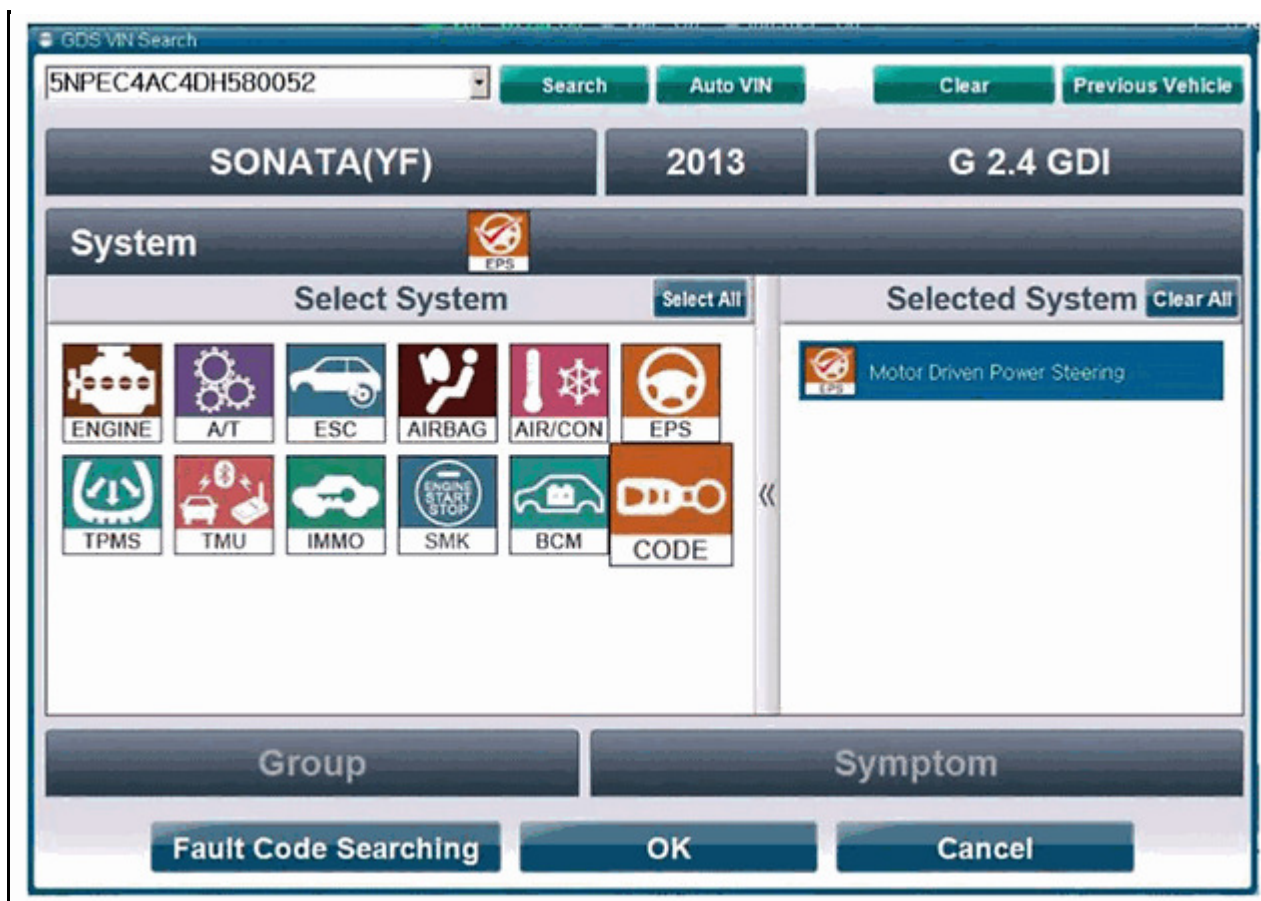 GDS VIN Search
5NPEC4AC4DH580052 Search Auto VIN Clear Previous Vehicle
SONATA(YF) 2013 G 2.4 GDI
System EPS
Select System Select All Selected System Clear All
EPS Motor Driven Power Steering
ENGINE A/T ESC AIRBAG AIR/CON EPS
ENGINE START STOP
TPMS TMU IMMO SMK BCM CODE
«
Group Symptom
Fault Code Searching OK Cancel